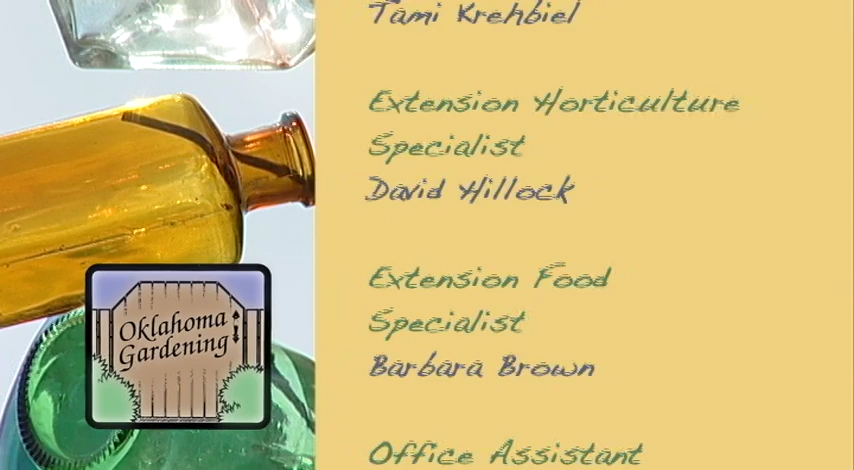 Tami Krehbiel
Extension Horticulture
Specialist
David Hillock
Extension Food
Specialist
Barbara Brown
Office Assistant
Oklahoma
Gardening